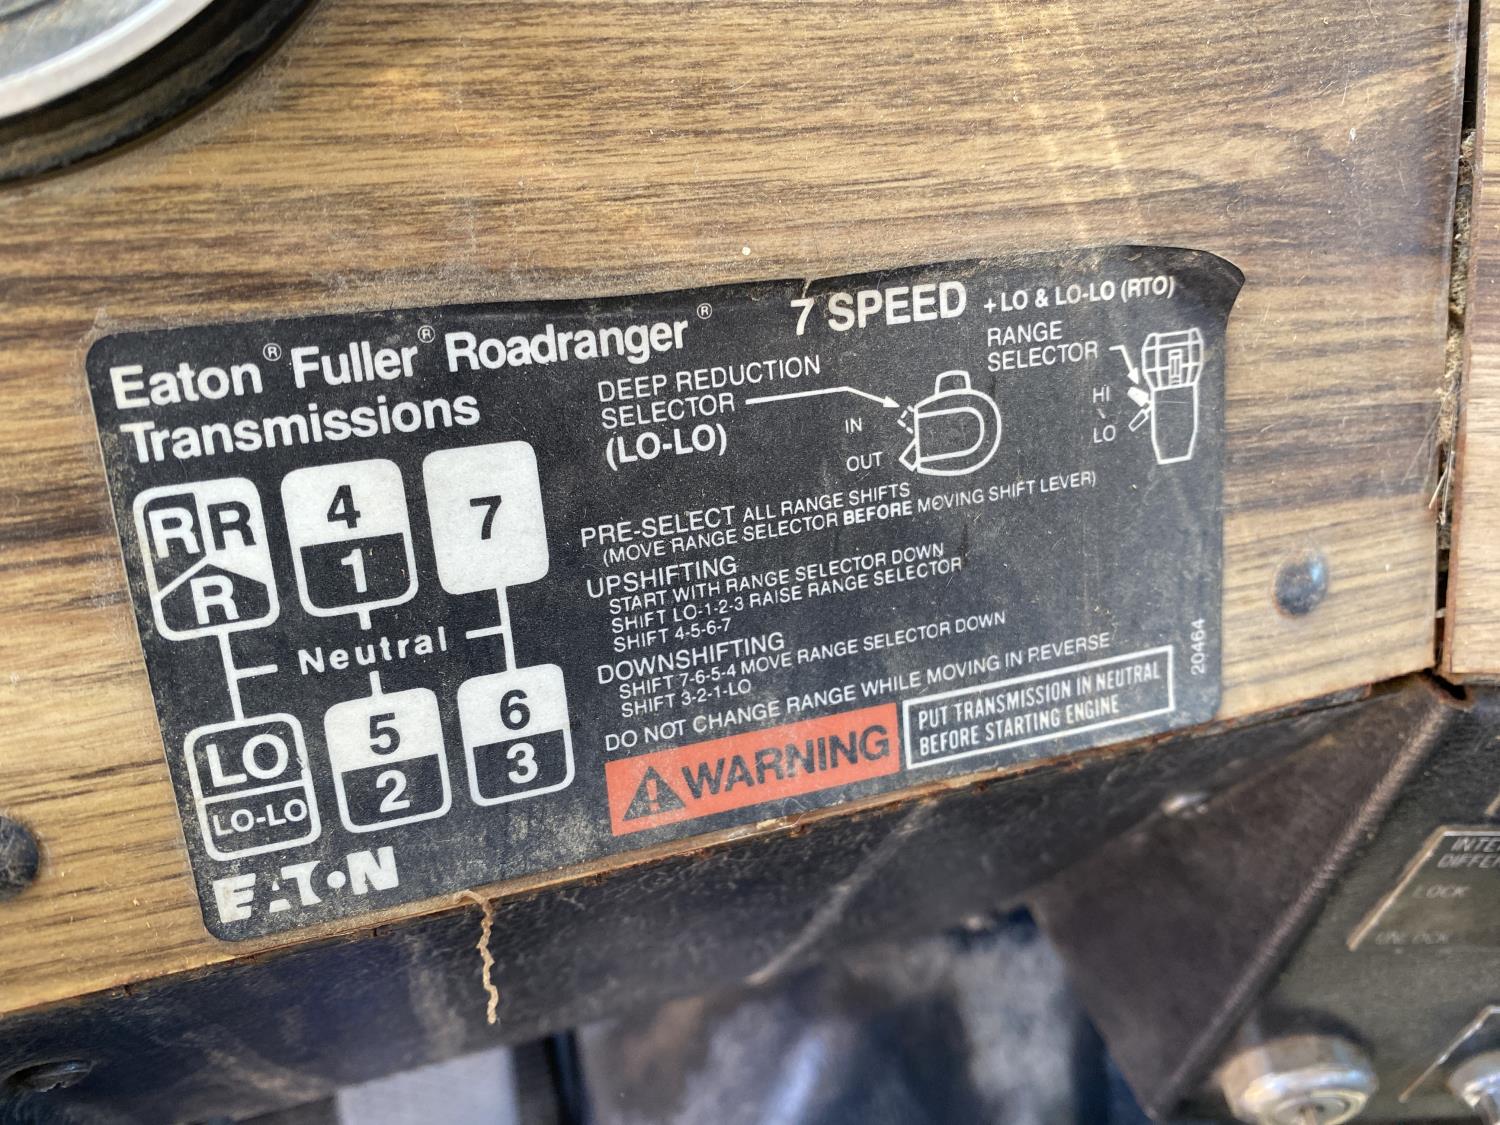 Eaton® Fuller® Roadranger®
Transmissions
7 SPEED + LO & LO-LO (RTO)
DEEP REDUCTION
SELECTOR
(LO-LO)
IN
OUT
RANGE
SELECTOR
HI
LO
R R
R
4
1
7
Neutral
LO
LO-LO
5
2
6
3
PRE-SELECT ALL RANGE SHIFTS
(MOVE RANGE SELECTOR BEFORE MOVING SHIFT LEVER)
UPSHIFTING
START WITH RANGE SELECTOR DOWN
SHIFT LO-1-2-3 RAISE RANGE SELECTOR
SHIFT 4-5-6-7
DOWNSHIFTING
SHIFT 7-6-5-4 MOVE RANGE SELECTOR DOWN
SHIFT 3-2-1-LO
DO NOT CHANGE RANGE WHILE MOVING IN REVERSE
WARNING
PUT TRANSMISSION IN NEUTRAL
BEFORE STARTING ENGINE
20464
EATON
LOCK
UNLOCK